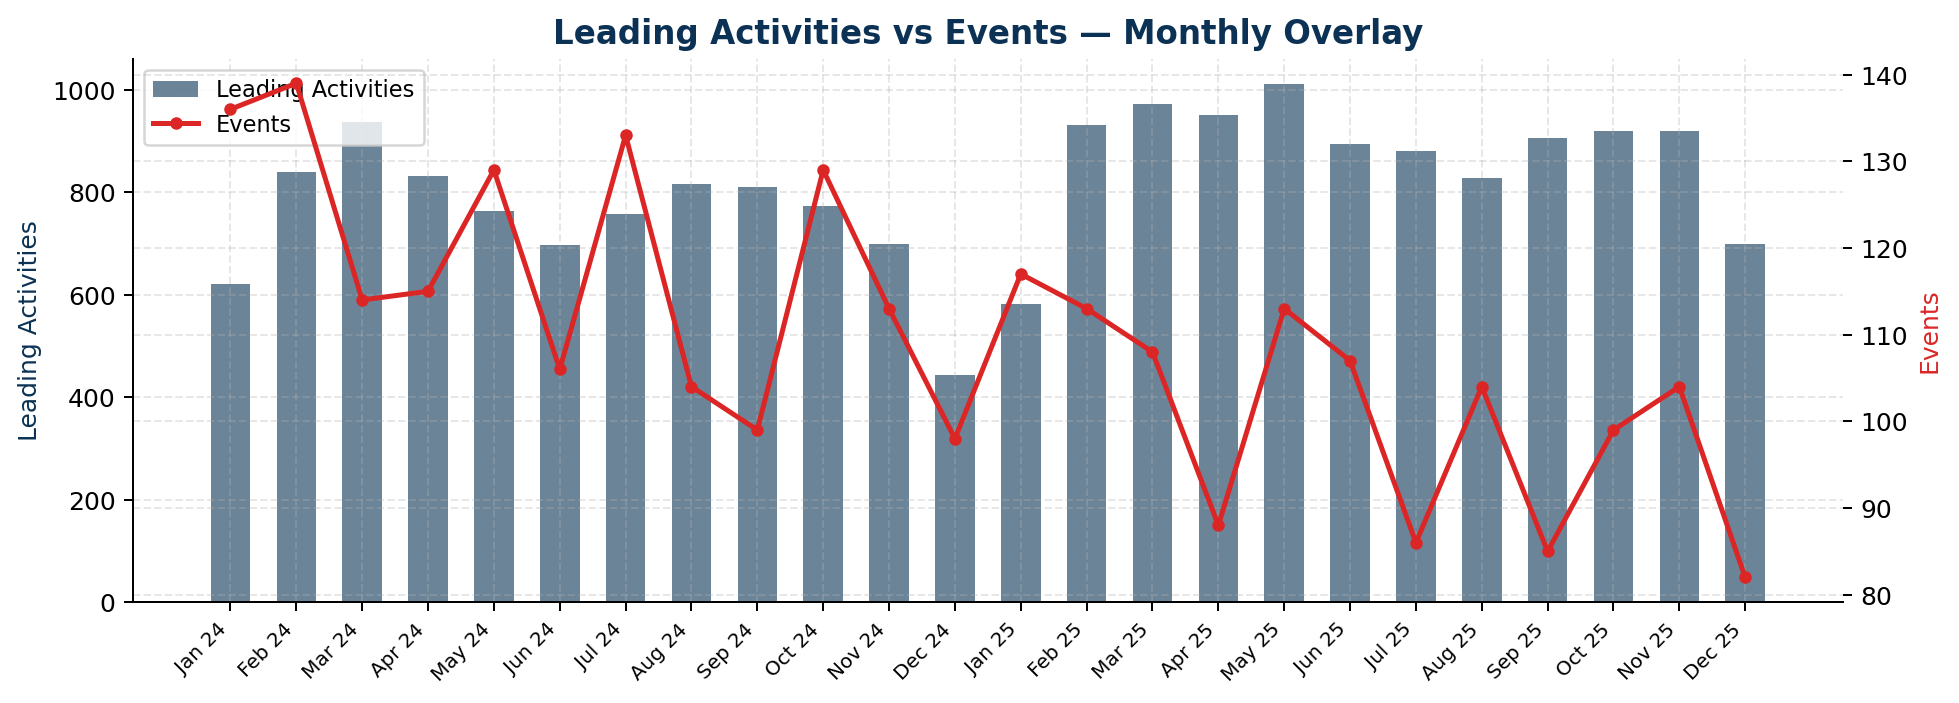 Leading Activities vs Events — Monthly Overlay
Leading Activities
Events
1000
800
600
400
200
0
Leading Activities
140
130
120
110
100
90
80
Events
Jan 24
Feb 24
Mar 24
Apr 24
May 24
Jun 24
Jul 24
Aug 24
Sep 24
Oct 24
Nov 24
Dec 24
Jan 25
Feb 25
Mar 25
Apr 25
May 25
Jun 25
Jul 25
Aug 25
Sep 25
Oct 25
Nov 25
Dec 25